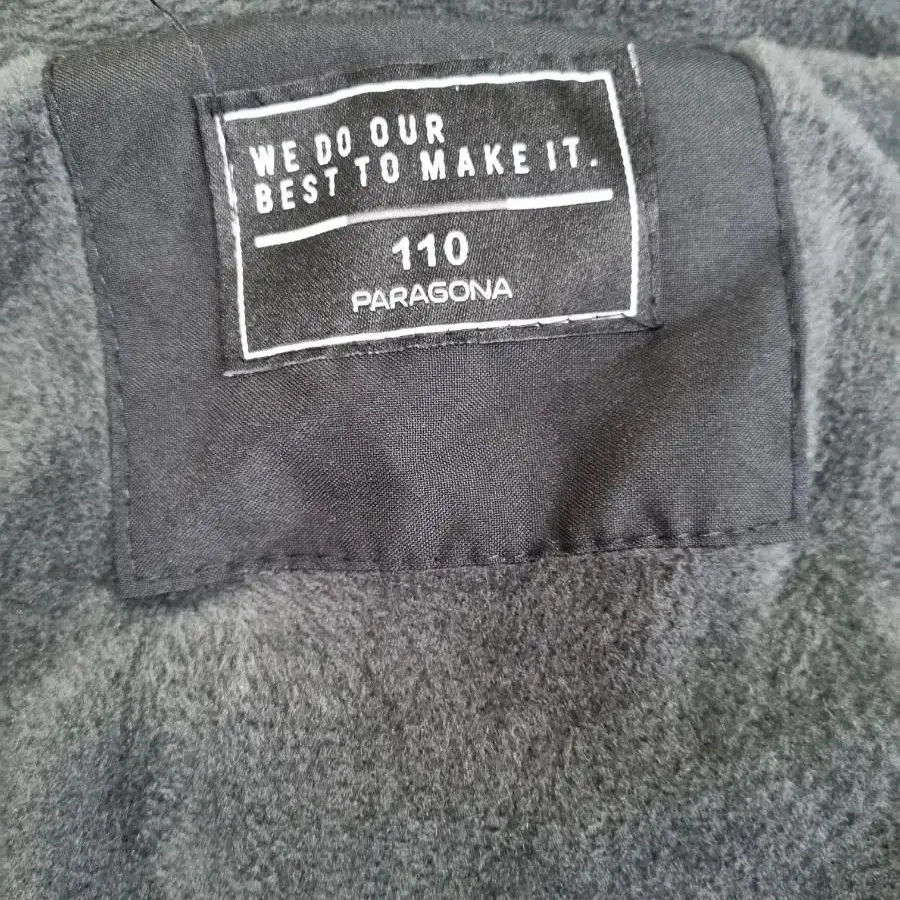 WE DO OUR
BEST TO MAKE IT.
110
PARAGONA